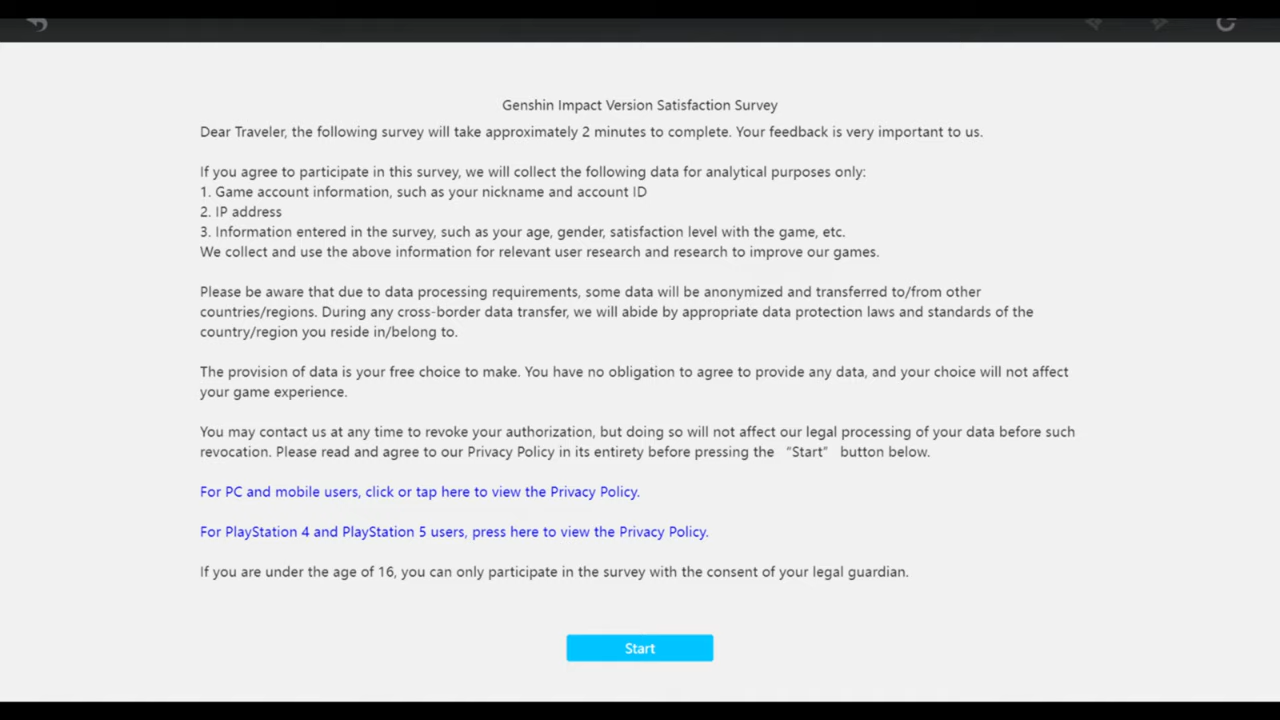 Genshin Impact Version Satisfaction Survey
Dear Traveler, the following survey will take approximately 2 minutes to complete. Your feedback is very important to us.
If you agree to participate in this survey, we will collect the following data for analytical purposes only:
1. Game account information, such as your nickname and account ID
2. IP address
3. Information entered in the survey, such as your age, gender, satisfaction level with the game, etc.
We collect and use the above information for relevant user research and research to improve our games.
Please be aware that due to data processing requirements, some data will be anonymized and transferred to/from other
countries/regions. During any cross-border data transfer, we will abide by appropriate data protection laws and standards of the
country/region you reside in/belong to.
The provision of data is your free choice to make. You have no obligation to agree to provide any data, and your choice will not affect
your game experience.
You may contact us at any time to revoke your authorization, but doing so will not affect our legal processing of your data before such
revocation. Please read and agree to our Privacy Policy in its entirety before pressing the “Start” button below.
For PC and mobile users, click or tap here to view the Privacy Policy.
For PlayStation 4 and PlayStation 5 users, press here to view the Privacy Policy.
If you are under the age of 16, you can only participate in the survey with the consent of your legal guardian.
Start